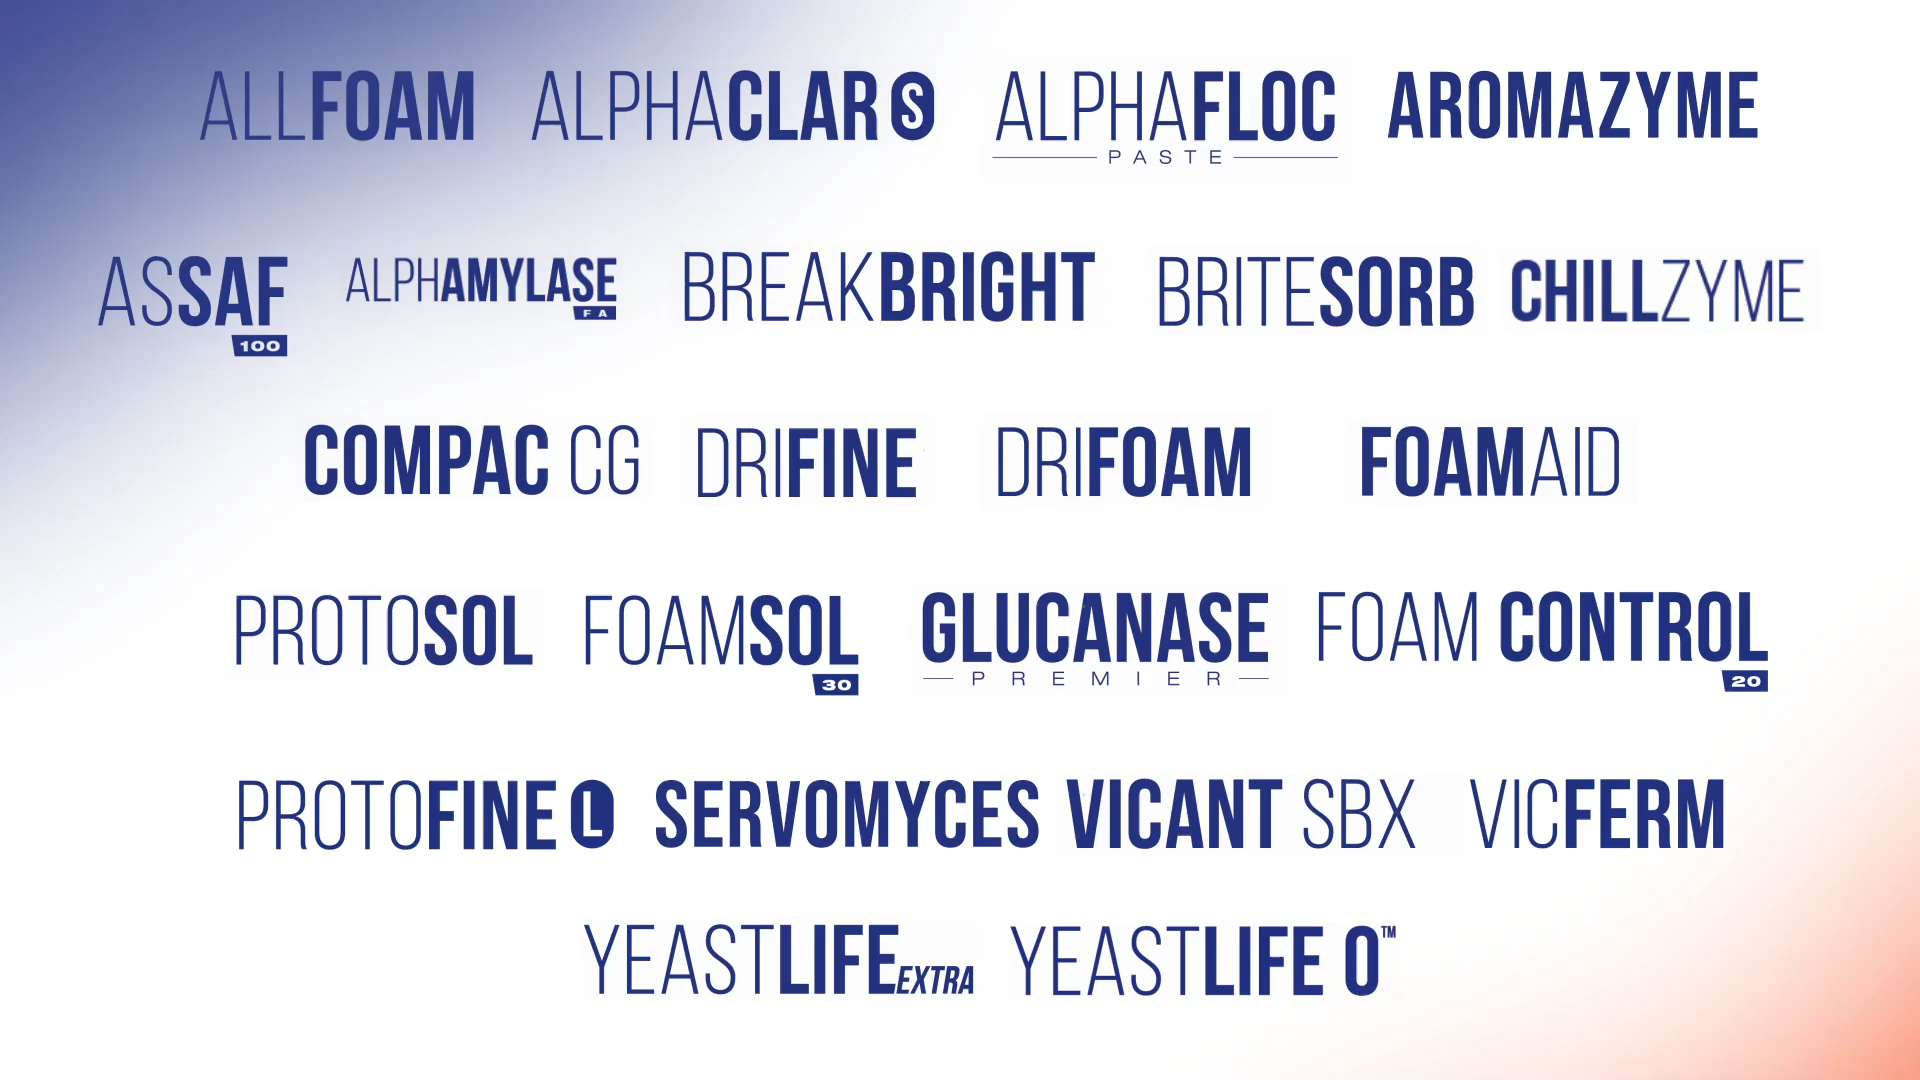 ALLFOAM ALPHACLAR S ALPHAFLOC AROMAZYME
PASTE
ASSAF ALPHAMYLASE BREAKBRIGHT BRITESORB CHILLZYME
100 FA
COMPAC CG DRIFINE DRIFOAM FOAMAID
PROTOSOL FOAMSOL GLUCANASE FOAM CONTROL
30 PREMIER 20
PROTOFINE L SERVOMYCES VICANT SBX VICFERM
YEASTLIFE EXTRA YEASTLIFE O™